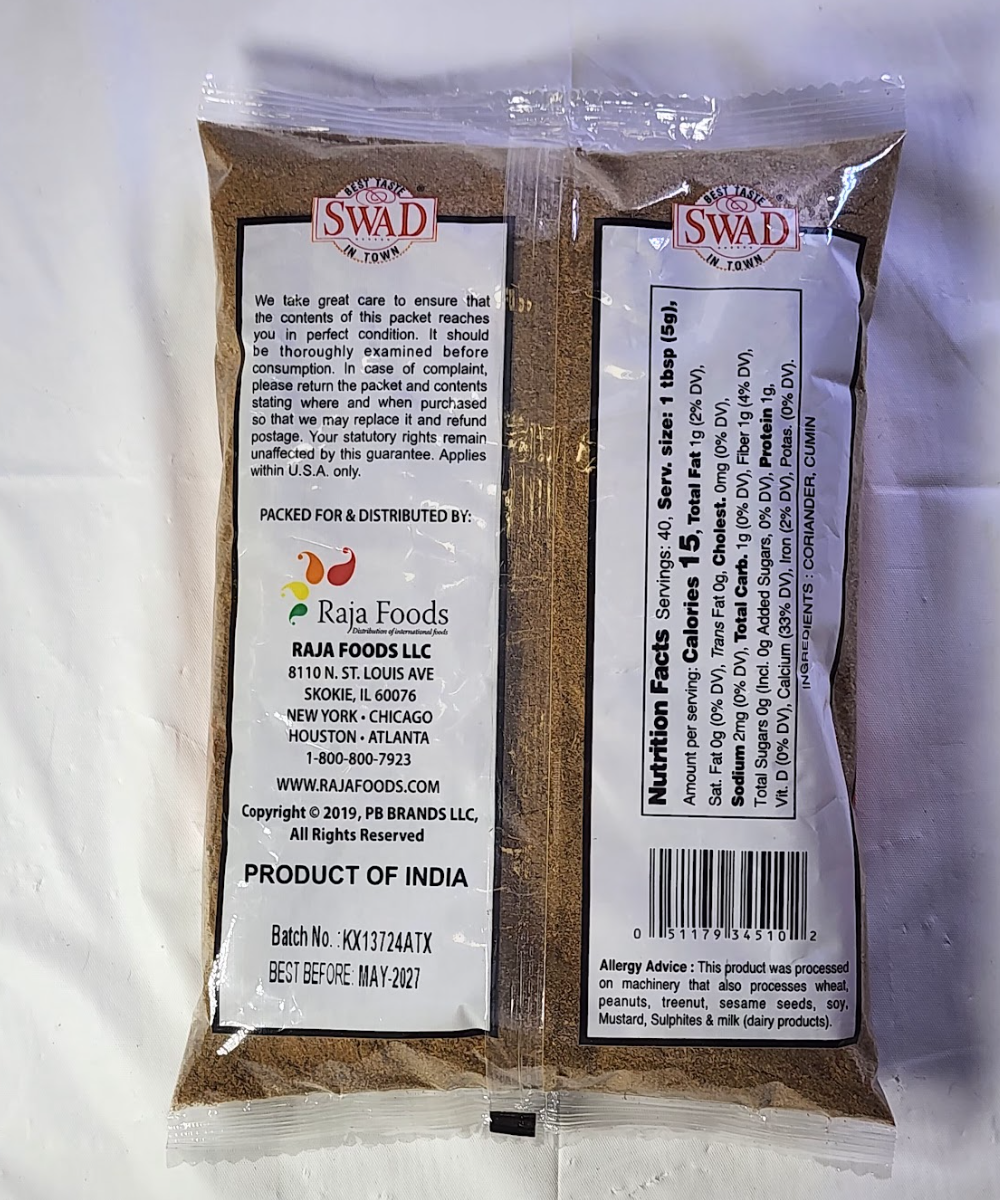 BEST TASTE
SWAD
®
IN TOWN
We take great care to ensure that
the contents of this packet reaches
you in perfect condition. It should
be thoroughly examined before
consumption. In case of complaint,
please return the packet and contents
stating where and when purchased
so that we may replace it and refund
postage. Your statutory rights remain
unaffected by this guarantee. Applies
within U.S.A. only.
PACKED FOR & DISTRIBUTED BY:
Raja Foods
Distribution of international foods
RAJA FOODS LLC
8110 N. ST. LOUIS AVE
SKOKIE, IL 60076
NEW YORK • CHICAGO
HOUSTON • ATLANTA
1-800-800-7923
WWW.RAJAFOODS.COM
Copyright © 2019, PB BRANDS LLC,
All Rights Reserved
PRODUCT OF INDIA
Batch No. : KX13724ATX
BEST BEFORE: MAY-2027
BEST TASTE
SWAD
®
IN TOWN
Nutrition Facts Servings: 40, Serv. size: 1 tbsp (5g),
Amount per serving: Calories 15, Total Fat 1g (2% DV),
Sat. Fat 0g (0% DV), Trans Fat 0g, Cholest. 0mg (0% DV),
Sodium 2mg (0% DV), Total Carb. 1g (0% DV), Fiber 1g (4% DV),
Total Sugars 0g (Incl. 0g Added Sugars, 0% DV), Protein 1g,
Vit. D (0% DV), Calcium (33% DV), Iron (2% DV), Potas. (0% DV).
INGREDIENTS : CORIANDER, CUMIN
0 51179 34510 2
Allergy Advice : This product was processed
on machinery that also processes wheat,
peanuts, treenut, sesame seeds, soy,
Mustard, Sulphites & milk (dairy products).